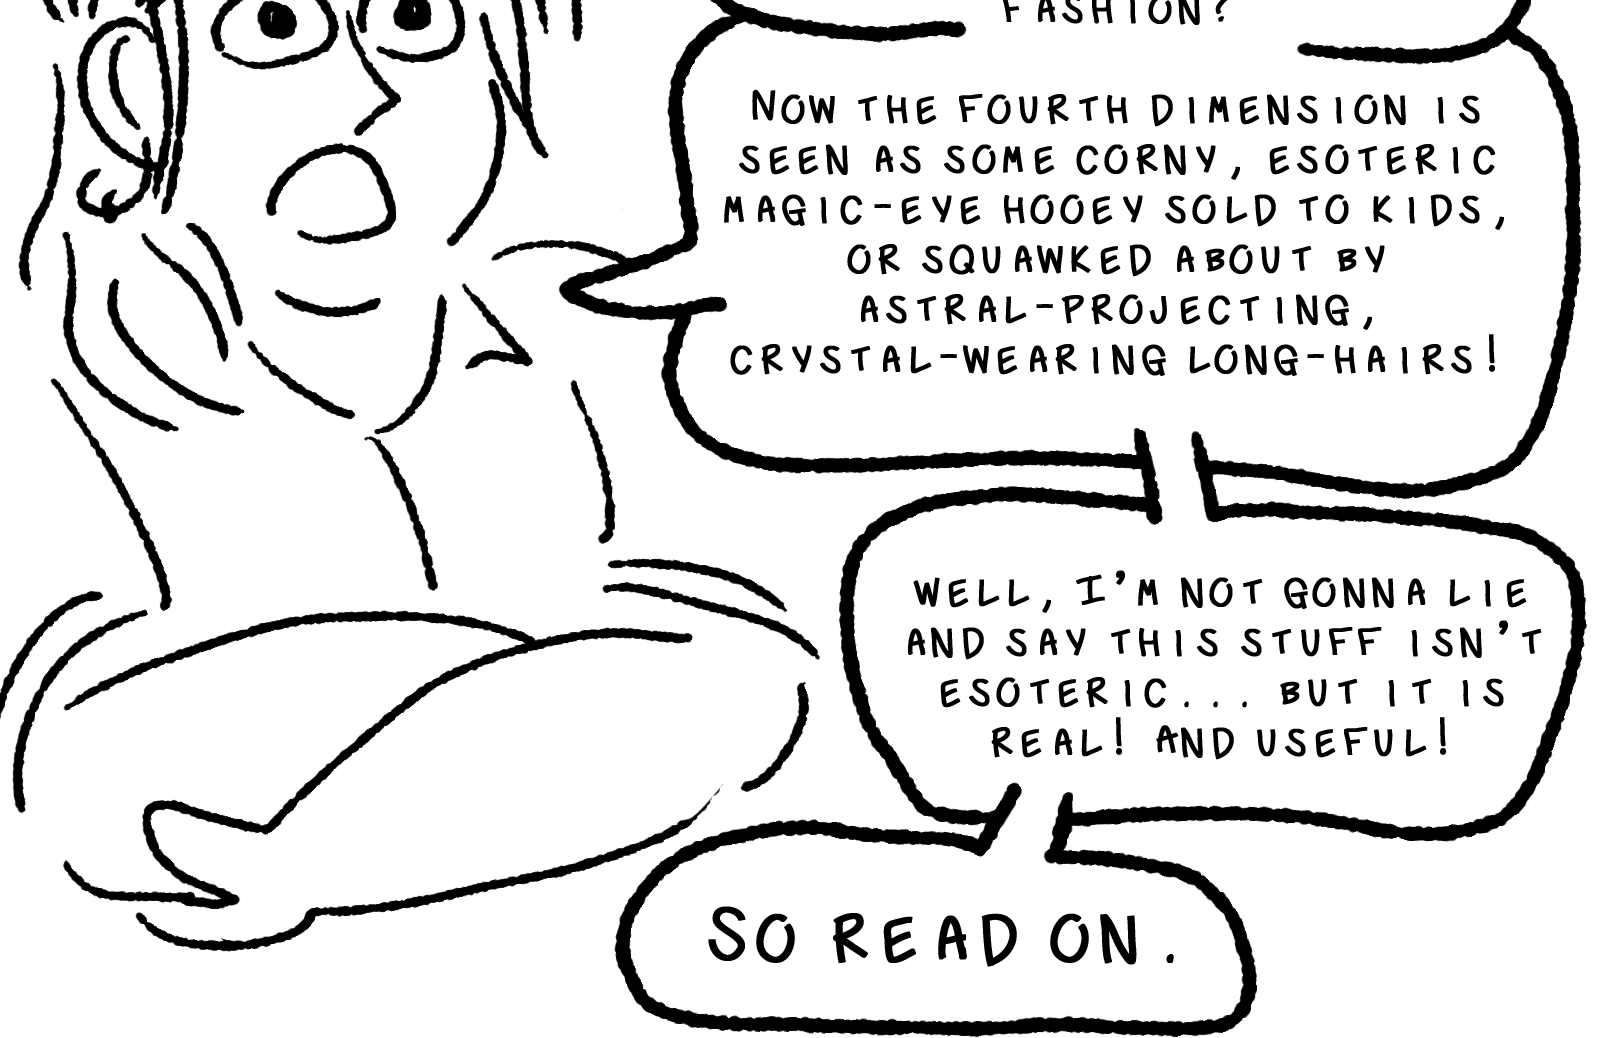 FASHION?
NOW THE FOURTH DIMENSION IS
SEEN AS SOME CORNY, ESOTERIC
MAGIC-EYE HOOEY SOLD TO KIDS,
OR SQUAWKED ABOUT BY
ASTRAL-PROJECTING,
CRYSTAL-WEARING LONG-HAIRS!
WELL, I'M NOT GONNA LIE
AND SAY THIS STUFF ISN'T
ESOTERIC... BUT IT IS
REAL! AND USEFUL!
SO READ ON.